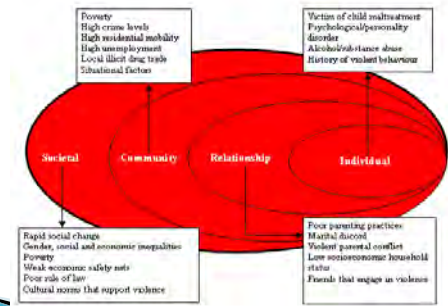 Poverty
High crime levels
High residential mobility
High unemployment
Local illicit drug trade
Situational factors
Victim of child maltreatment
Psychological/personality
disorder
Alcohol/substance abuse
History of violent behaviour
Societal
Community
Relationship
Individual
Rapid social change
Gender, social and economic inequalities
Poverty
Weak economic safety nets
Poor rule of law
Cultural norms that support violence
Poor parenting practices
Marital discord
Violent parental conflict
Low socioeconomic household
status
Friends that engage in violence